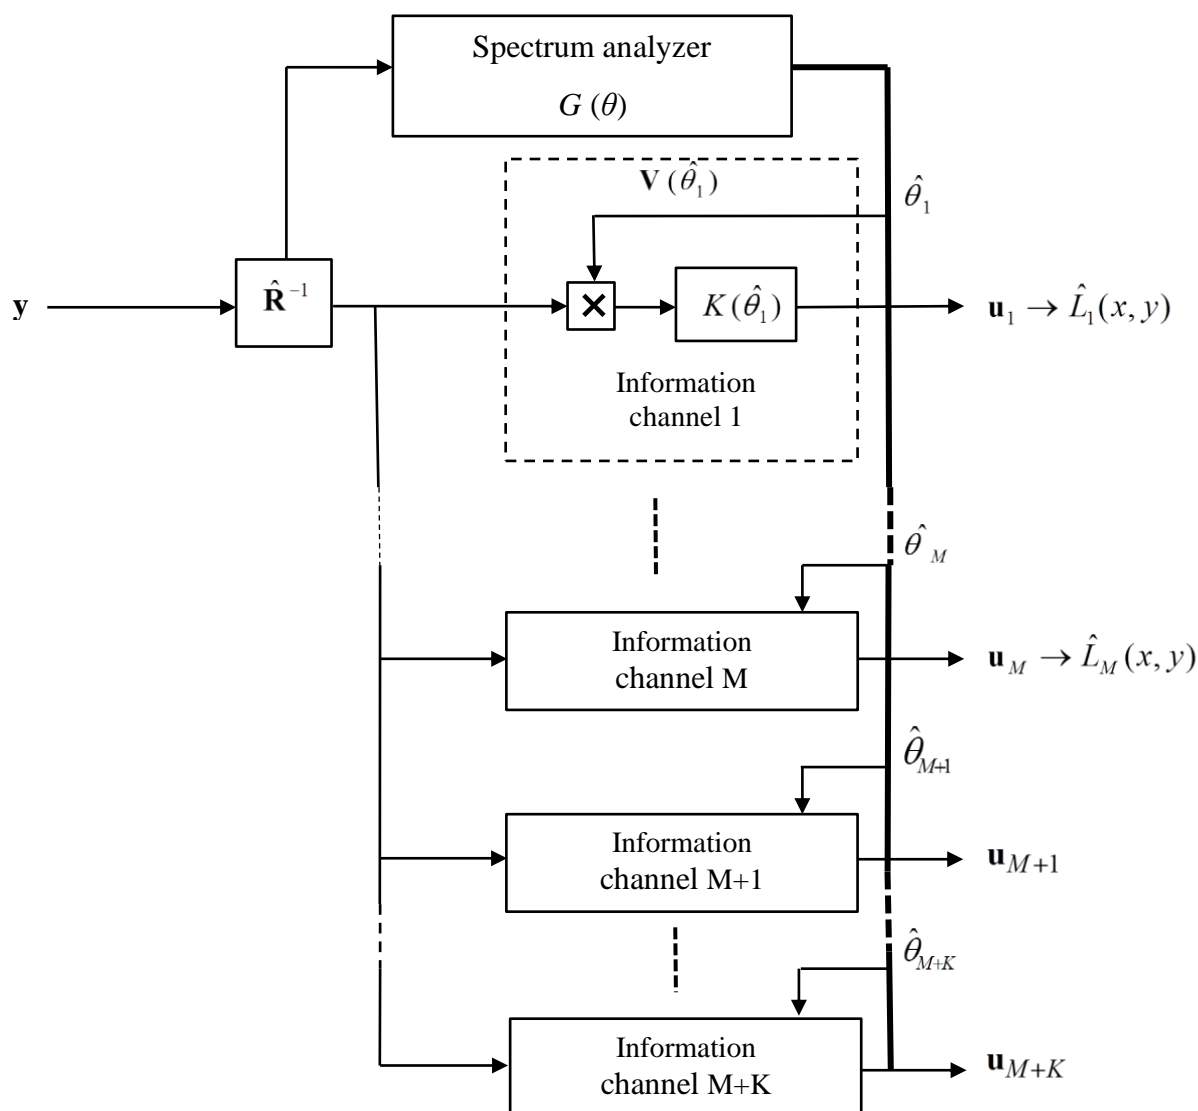 Spectrum analyzer
G (θ)
V (θ̂₁)
θ̂₁
y
R̂⁻¹
×
K(θ̂₁)
u₁ → L̂₁(x, y)
Information
channel 1
θ̂_M
Information
channel M
u_M → L̂_M(x, y)
θ̂_{M+1}
Information
channel M+1
u_{M+1}
θ̂_{M+K}
Information
channel M+K
u_{M+K}